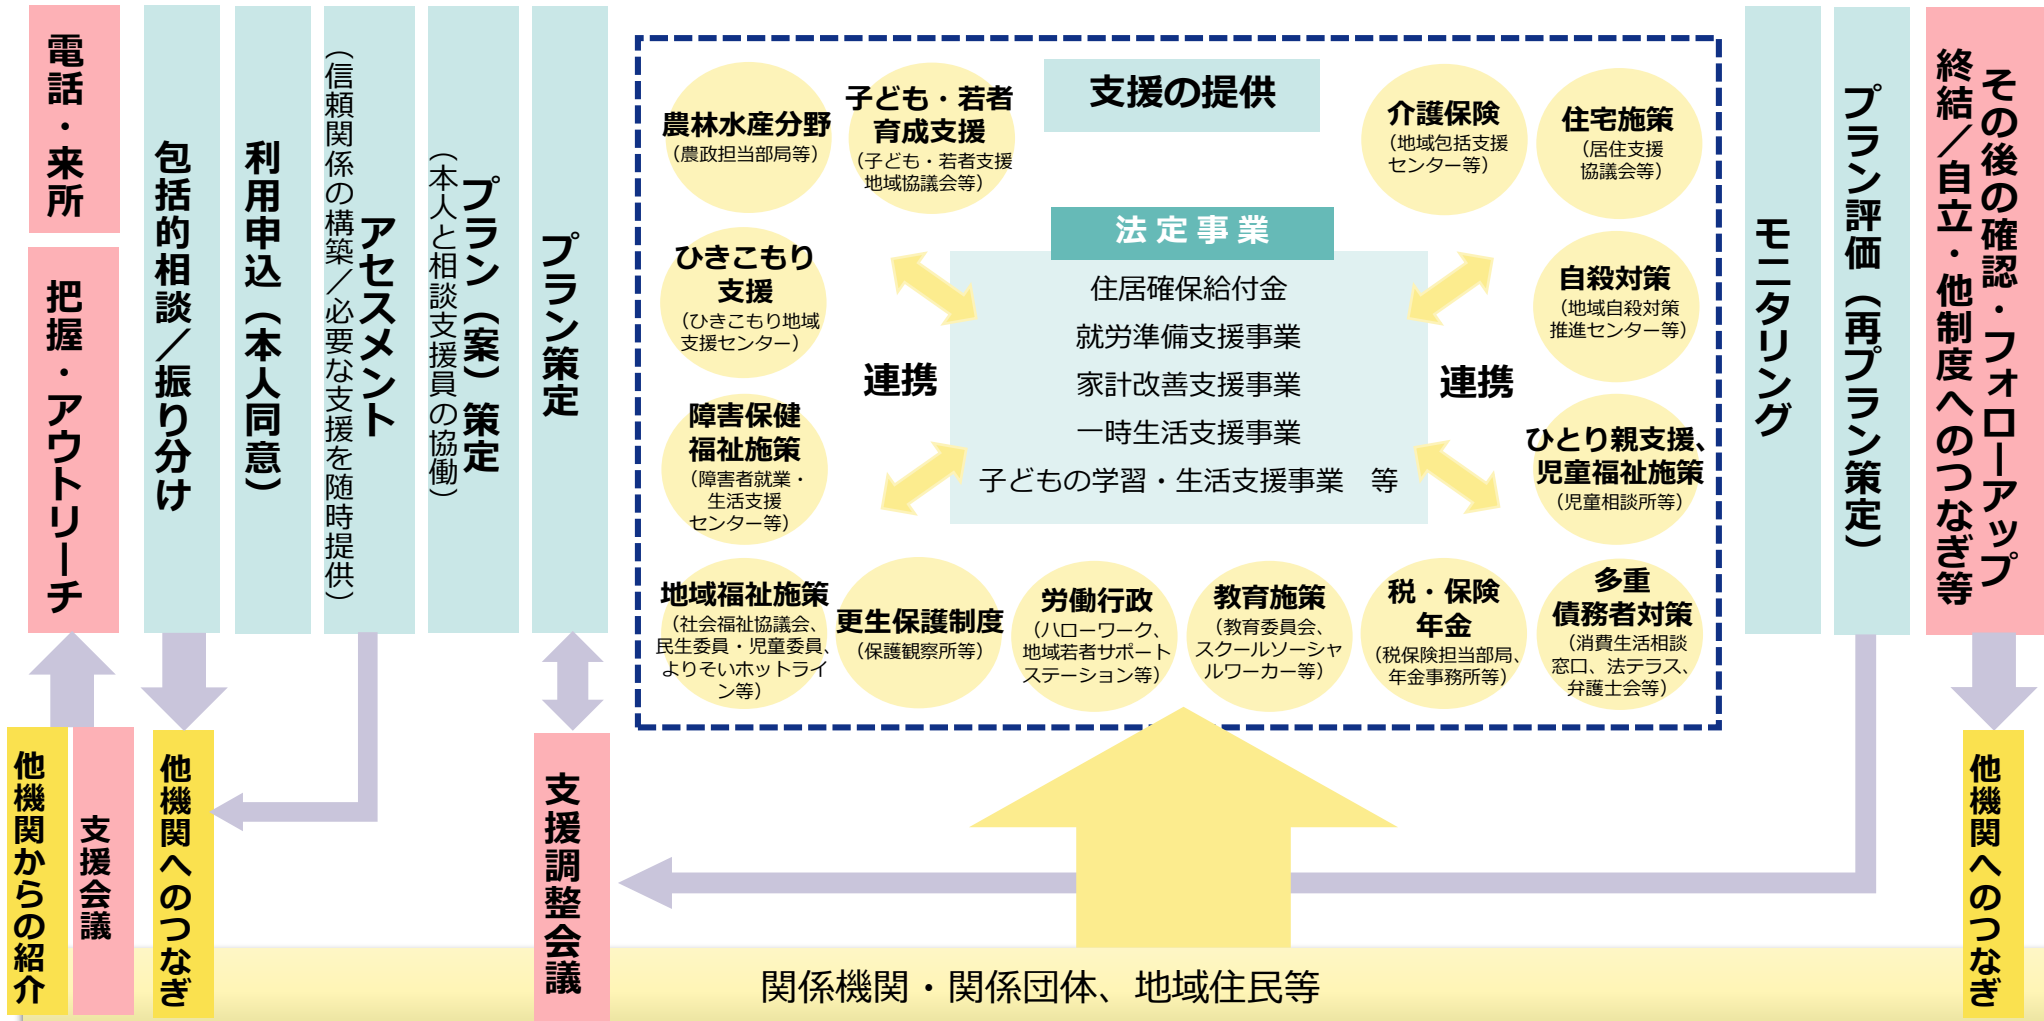 電話・来所
把握・アウトリーチ
他機関からの紹介
支援会議
包括的相談／振り分け
他機関へのつなぎ
利用申込（本人同意）
アセスメント
（信頼関係の構築／必要な支援を随時提供）
プラン（案）策定
（本人と相談支援員の協働）
プラン策定
支援調整会議
支援の提供
農林水産分野
（農政担当部局等）
子ども・若者
育成支援
（子ども・若者支援
地域協議会等）
介護保険
（地域包括支援
センター等）
住宅施策
（居住支援
協議会等）
ひきこもり
支援
（ひきこもり地域
支援センター）
法定事業
住居確保給付金
就労準備支援事業
家計改善支援事業
一時生活支援事業
子どもの学習・生活支援事業　等
連携
連携
自殺対策
（地域自殺対策
推進センター等）
障害保健
福祉施策
（障害者就業・
生活支援
センター等）
ひとり親支援、
児童福祉施策
（児童相談所等）
地域福祉施策
（社会福祉協議会、
民生委員・児童委員、
よりそいホットライ
ン等）
更生保護制度
（保護観察所等）
労働行政
（ハローワーク、
地域若者サポート
ステーション等）
教育施策
（教育委員会、
スクールソーシャ
ルワーカー等）
税・保険
年金
（税保険担当部局、
年金事務所等）
多重
債務者対策
（消費生活相談
窓口、法テラス、
弁護士会等）
モニタリング
プラン評価（再プラン策定）
その後の確認・フォローアップ
終結／自立・他制度へのつなぎ等
他機関へのつなぎ
関係機関・関係団体、地域住民等